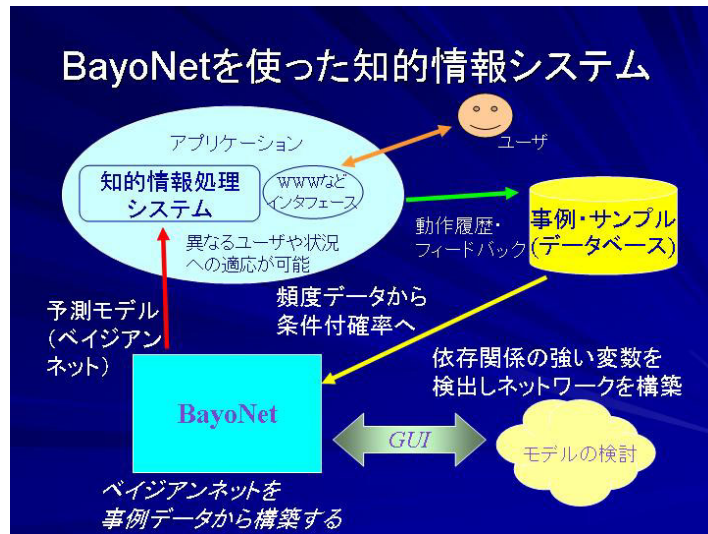 BayoNetを使った知的情報システム
アプリケーション
ユーザ
知的情報処理
システム
WWWなど
インタフェース
異なるユーザや状況
への適応が可能
動作履歴・
フィードバック
事例・サンプル
(データベース)
予測モデル
(ベイジアン
ネット)
頻度データから
条件付確率へ
依存関係の強い変数を
検出しネットワークを構築
BayoNet
GUI
モデルの検討
ベイジアンネットを
事例データから構築する